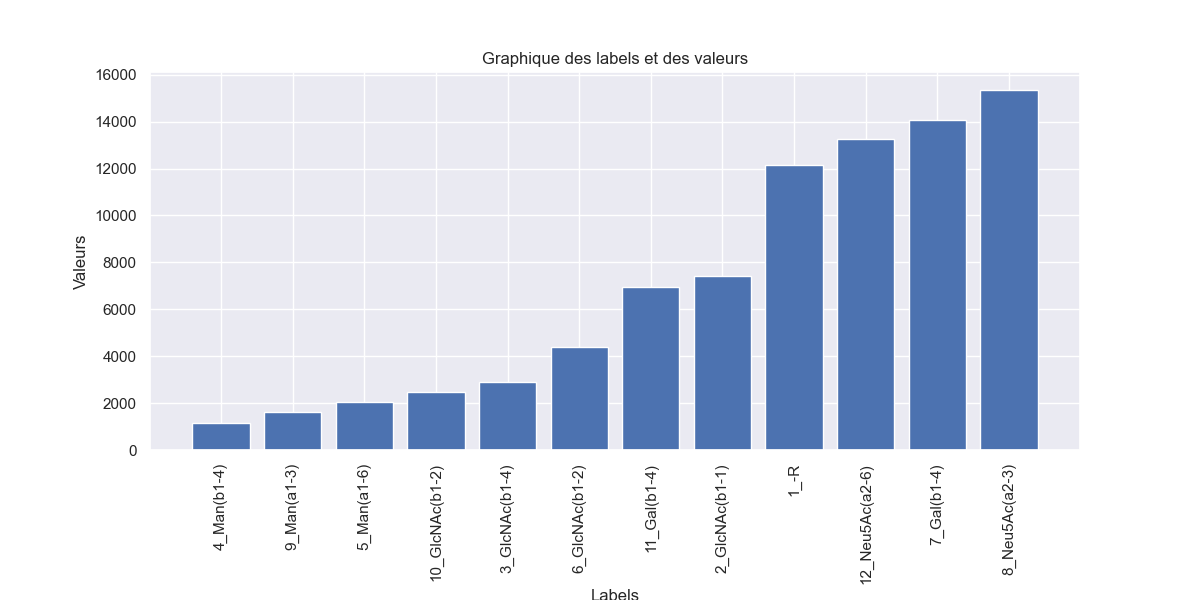 Graphique des labels et des valeurs
16000
14000
12000
10000
8000
6000
4000
2000
0
Valeurs
4_Man(b1-4)
9_Man(a1-3)
5_Man(a1-6)
10_GlcNAc(b1-2)
3_GlcNAc(b1-4)
6_GlcNAc(b1-2)
11_Gal(b1-4)
2_GlcNAc(b1-1)
1_-R
12_Neu5Ac(a2-6)
7_Gal(b1-4)
8_Neu5Ac(a2-3)
Labels